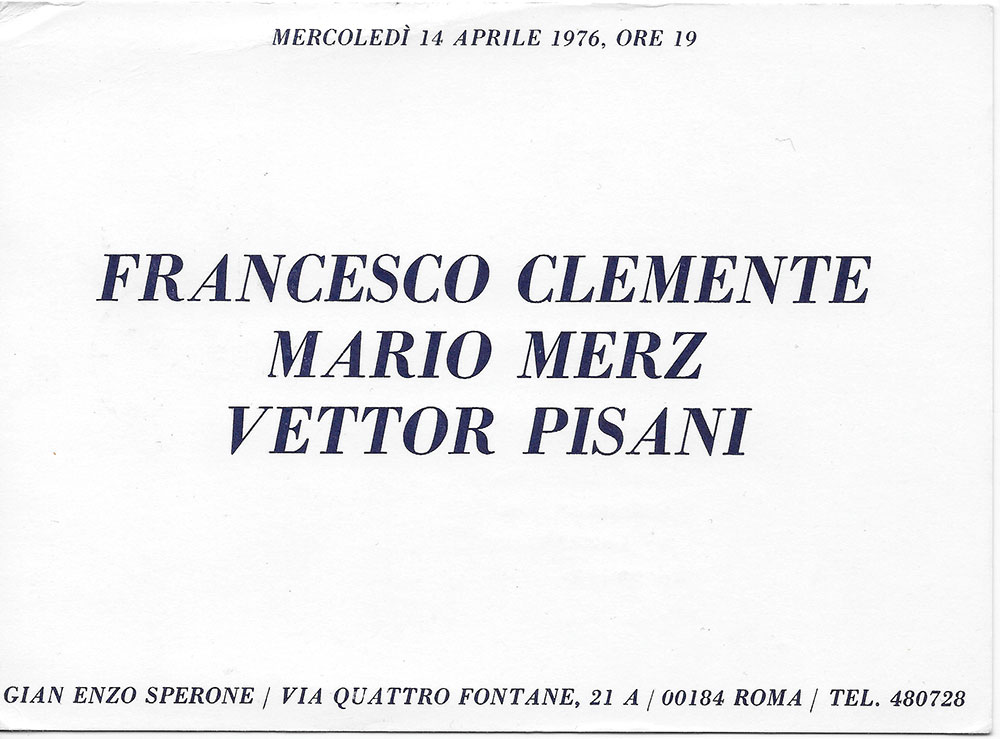 MERCOLEDÌ 14 APRILE 1976, ORE 19
FRANCESCO CLEMENTE
MARIO MERZ
VETTOR PISANI
GIAN ENZO SPERONE / VIA QUATTRO FONTANE, 21 A / 00184 ROMA / TEL. 480728